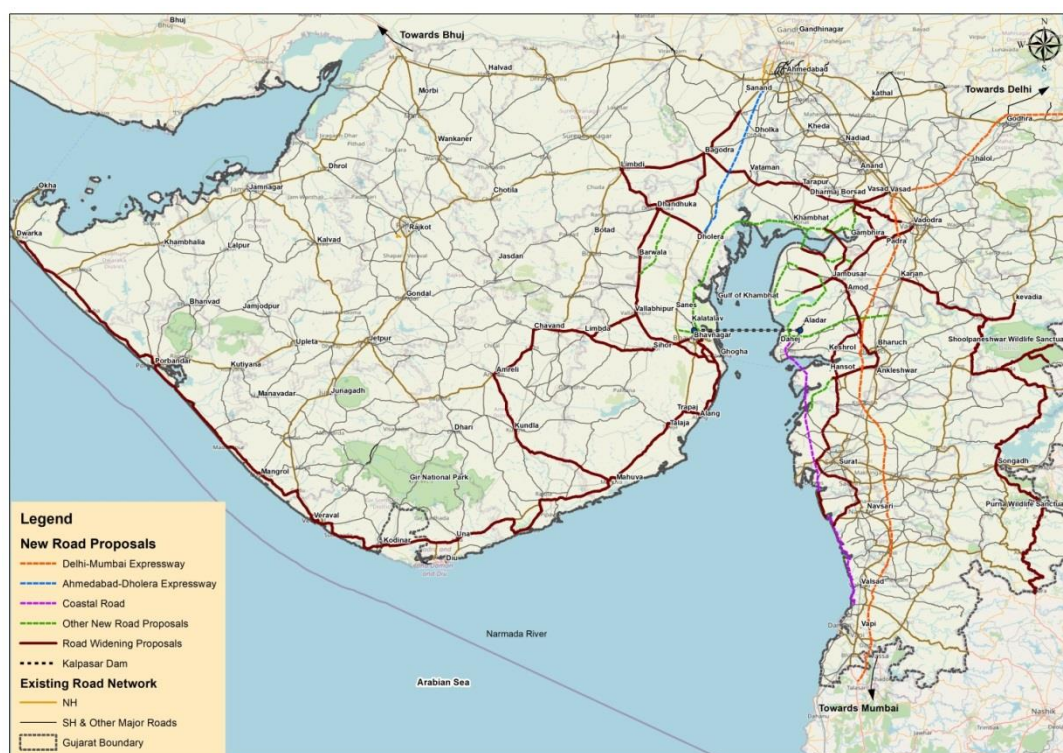 Bhuj
Towards Bhuj
Gandhinagar
N
W
S
Ahmedabad
Sanand
Halvad
kathal
Towards Delhi
Morbi
Godhra
Dholka
Kheda
Wankaner
Nadiad
Bagodra
Shalol
Limbdi
Vataman
Anand
Dhrol
Okha
Jamnagar
Chotila
Tarapur
Dharmaj
Borsad
Vasad
Vasad
Dwarka
Dhandhuka
Khambhat
Vadodra
Khambhalia
Lalpur
Kalvad
Rajkot
Botad
Dholera
Gambhira
Padra
Jasdan
Barwala
Jambusar
Karjan
Bhanvad
Jamjodpur
Gondal
Gulf of Khambhat
Amod
kevadia
Vallabhipur
Sanes
Kalatalav
Aladar
Chavand
Limbda
Bhavnagar
Dahej
Shoolpaneshwar Wildlife Sanctua
Upleta
Jetpur
Sihor
Ghogha
Keshrol
Bharuch
Porbandar
Kutiyana
Amreli
Hansot
Ankleshwar
Manavadar
Junagadh
Trapaj
Alang
Talaja
Dhari
Kundla
Surat
Songadh
Mangrol
Gir National Park
Mahuva
Navsari
Purna Wildlife Sanctua
Veraval
Kodinar
Una
Diu
Valsad
Vapi
Narmada River
Arabian Sea
Towards Mumbai
Nashik
Legend
New Road Proposals
Delhi-Mumbai Expressway
Ahmedabad-Dholera Expressway
Coastal Road
Other New Road Proposals
Road Widening Proposals
Kalpasar Dam
Existing Road Network
NH
SH & Other Major Roads
Gujarat Boundary